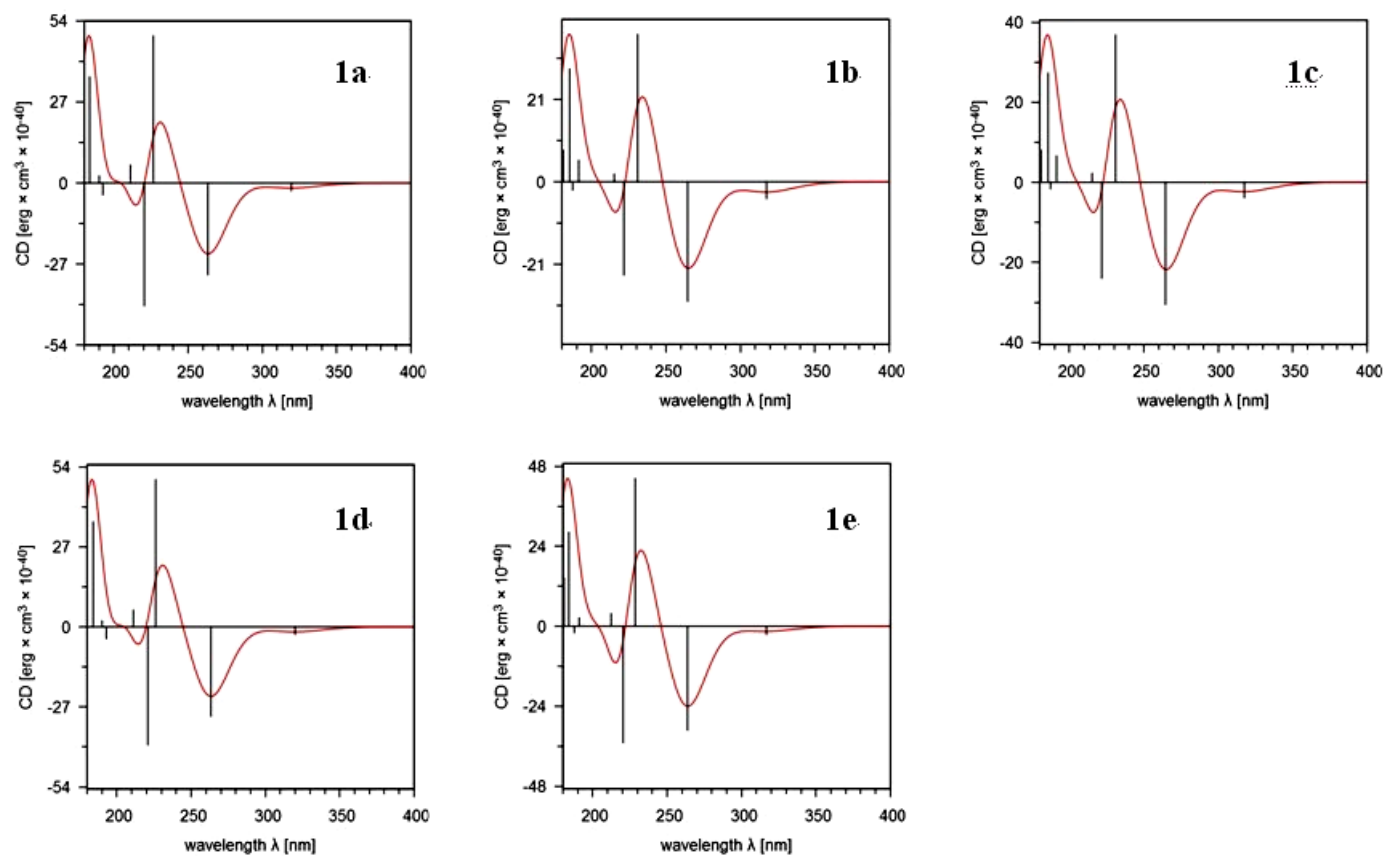 54
27
0
-27
-54
CD [erg × cm³ × 10⁻⁴⁰]
1a
200 250 300 350 400
wavelength λ [nm]
21
0
-21
CD [erg × cm³ × 10⁻⁴⁰]
1b
200 250 300 350 400
wavelength λ [nm]
40
20
0
-20
-40
CD [erg × cm³ × 10⁻⁴⁰]
1c
200 250 300 350 400
wavelength λ [nm]
54
27
0
-27
-54
CD [erg × cm³ × 10⁻⁴⁰]
1d
200 250 300 350 400
wavelength λ [nm]
48
24
0
-24
-48
CD [erg × cm³ × 10⁻⁴⁰]
1e
200 250 300 350 400
wavelength λ [nm]